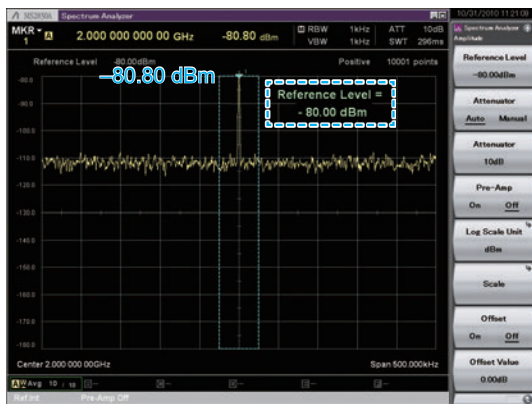 MS2830A Spectrum Analyzer
10/31/2010 11:21:09
MKR 1 2.000 000 000 00 GHz -80.80 dBm
RBW 1kHz ATT 10dB
VBW 1kHz SWT 296ms
Reference Level -80.00dBm Positive 10001 points
–80.80 dBm
Reference Level =
- 80.00 dBm
-80.0
-90.0
-100.0
-110.0
-120.0
-130.0
-140.0
-150.0
-160.0
-170.0
-180.0
Center 2.000 000 00GHz Span 500.000kHz
Avg 10 / 10
Ref.Int Pre-Amp Off
Spectrum Analyzer
Amplitude
Reference Level
-80.00dBm
Attenuator
Auto Manual
Attenuator
10dB
Pre-Amp
On Off
Log Scale Unit
dBm
Scale
Offset
On Off
Offset Value
0.00dB